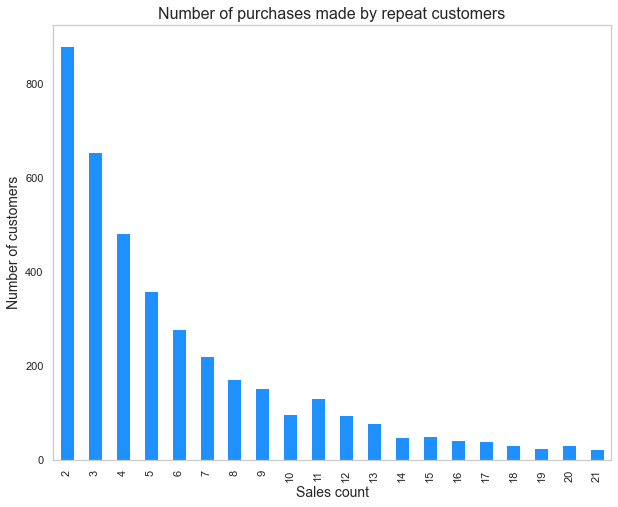 Number of purchases made by repeat customers
Number of customers
800
600
400
200
0
2 3 4 5 6 7 8 9 10 11 12 13 14 15 16 17 18 19 20 21
Sales count